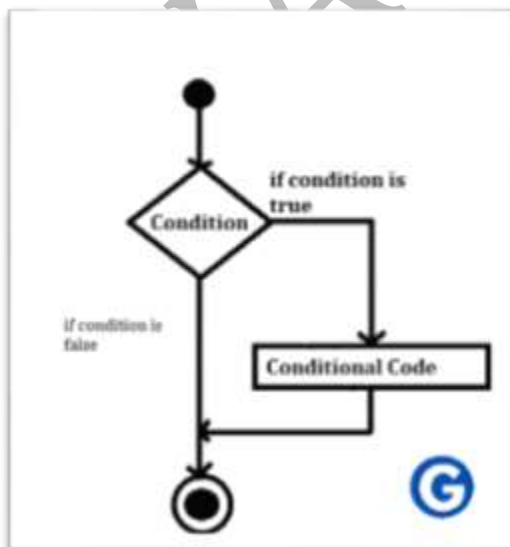 if condition is
true
Condition
if condition is
false
Conditional Code
G